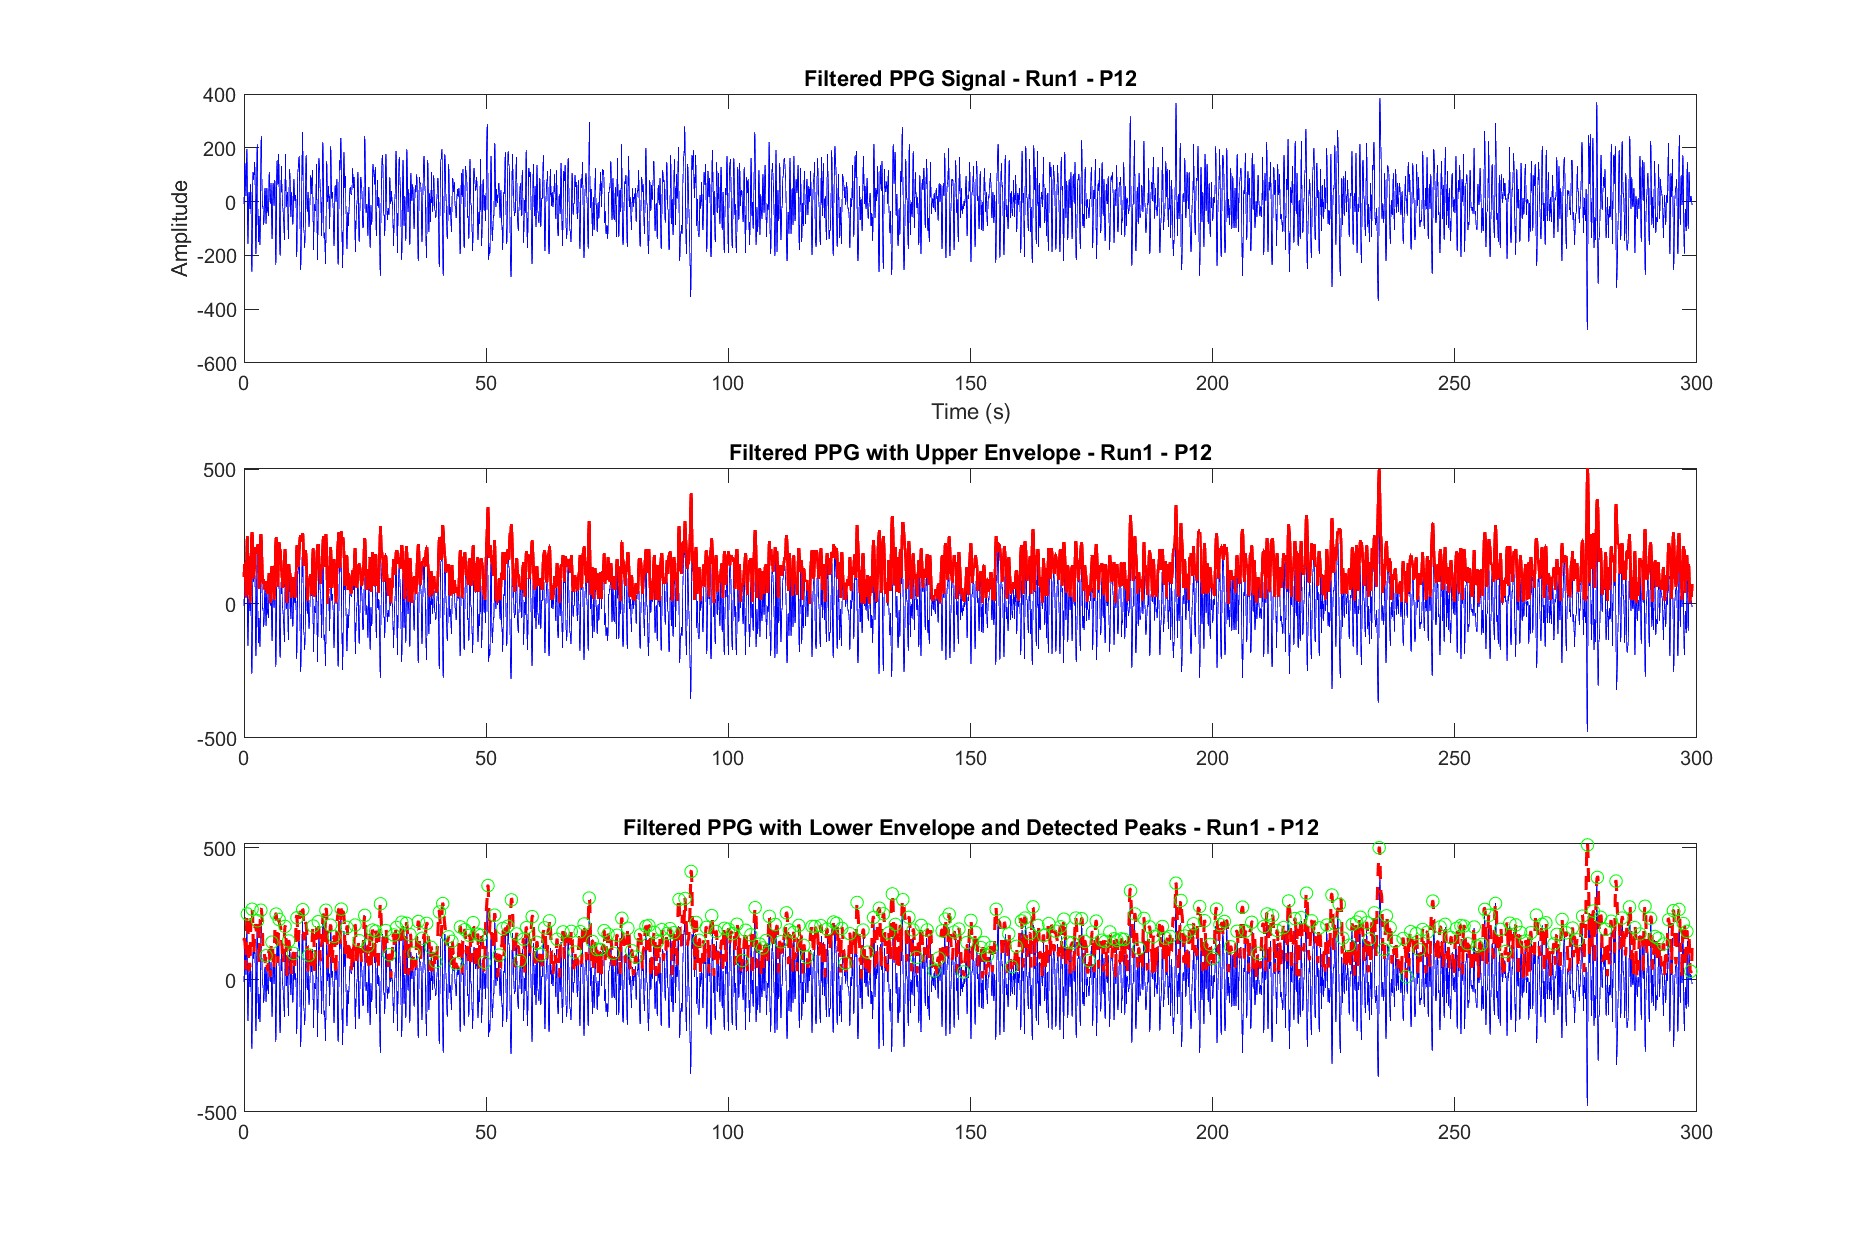 Filtered PPG Signal - Run1 - P12
400
200
0
-200
-400
-600
Amplitude
0 50 100 150 200 250 300
Time (s)
Filtered PPG with Upper Envelope - Run1 - P12
500
0
-500
0 50 100 150 200 250 300
Filtered PPG with Lower Envelope and Detected Peaks - Run1 - P12
500
0
-500
0 50 100 150 200 250 300